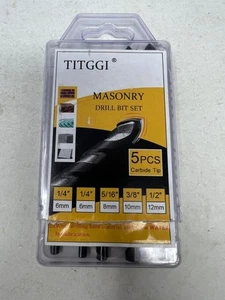 TITGGI ®
MASONRY
DRILL BIT SET
5PCS
Carbide Tip
1/4" 1/4" 5/16" 3/8" 1/2"
6mm 6mm 8mm 10mm 12mm